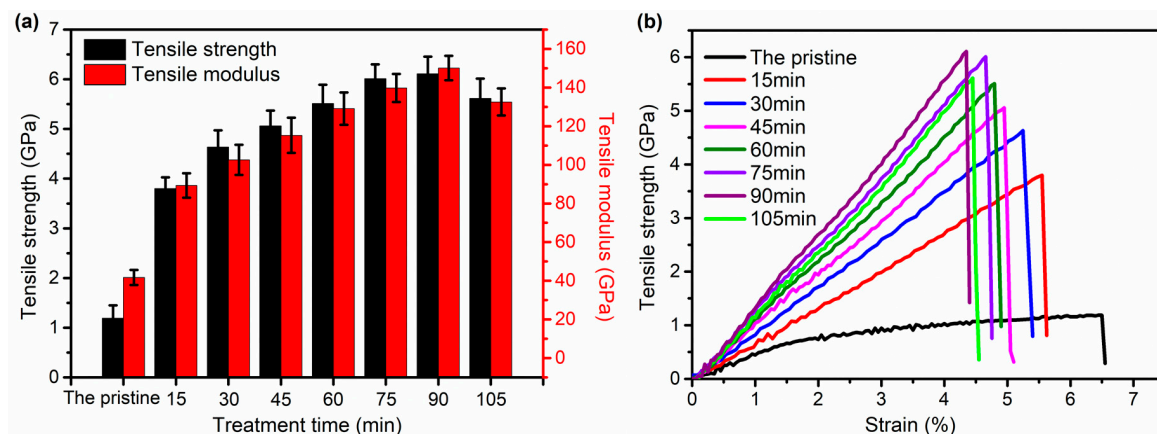 (a)
7
6
5
4
3
2
1
0
Tensile strength (GPa)
Tensile strength
Tensile modulus
160
140
120
100
80
60
40
20
0
Tensile modulus (GPa)
The pristine 15 30 45 60 75 90 105
Treatment time (min)
(b)
6
5
4
3
2
1
0
Tensile strength (GPa)
The pristine
15min
30min
45min
60min
75min
90min
105min
0 1 2 3 4 5 6 7
Strain (%)